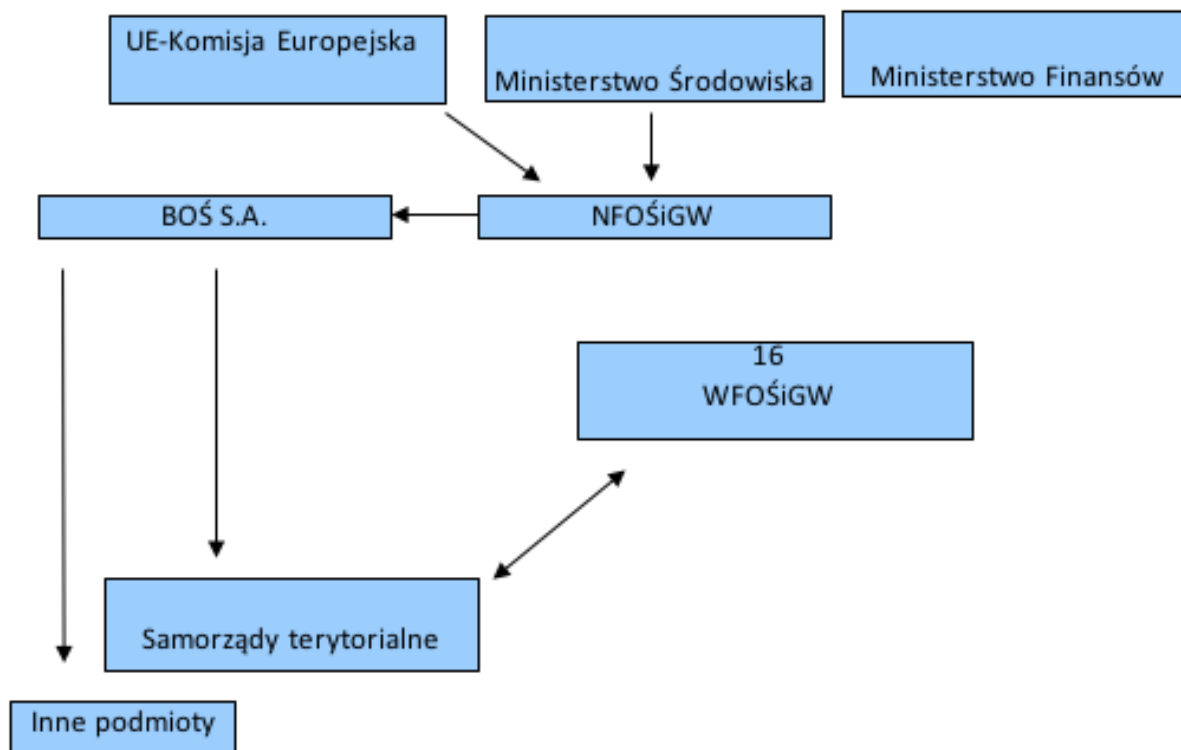 UE-Komisja Europejska
Ministerstwo Środowiska
Ministerstwo Finansów
BOŚ S.A.
NFOŚiGW
16
WFOŚiGW
Samorządy terytorialne
Inne podmioty